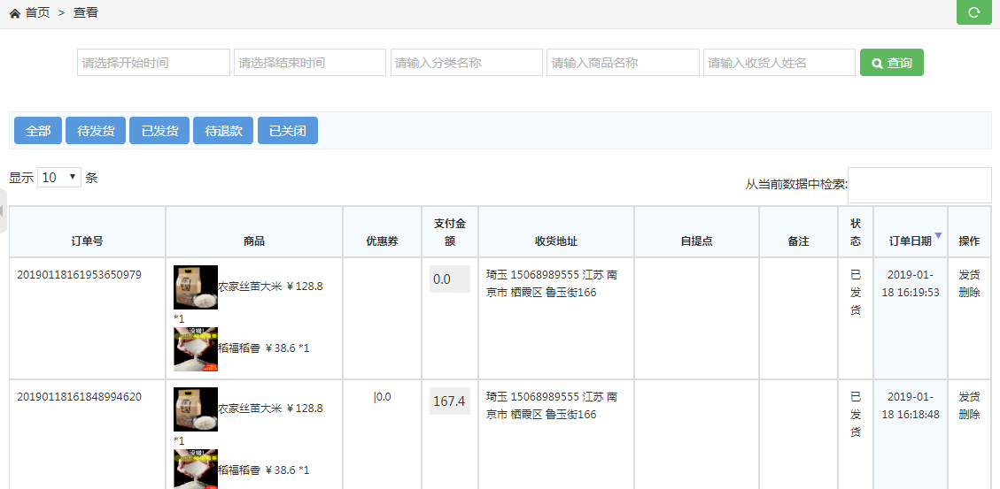 首页 > 查看
请选择开始时间 请选择结束时间 请输入分类名称 请输入商品名称 请输入收货人姓名 查询
全部 待发货 已发货 待退款 已关闭
显示 10 条
从当前数据中检索:
订单号 商品 优惠券 支付金额 收货地址 自提点 备注 状态 订单日期 操作
20190118161953650979
农家丝苗大米 ￥128.8
*1
稻福稻香 ￥38.6 *1
0.0
琦玉 15068989555 江苏 南
京市 栖霞区 鲁玉街166
已
发
货
2019-01-
18 16:19:53
发货
删除
20190118161848994620
农家丝苗大米 ￥128.8
*1
稻福稻香 ￥38.6 *1
|0.0
167.4
琦玉 15068989555 江苏 南
京市 栖霞区 鲁玉街166
已
发
货
2019-01-
18 16:18:48
发货
删除